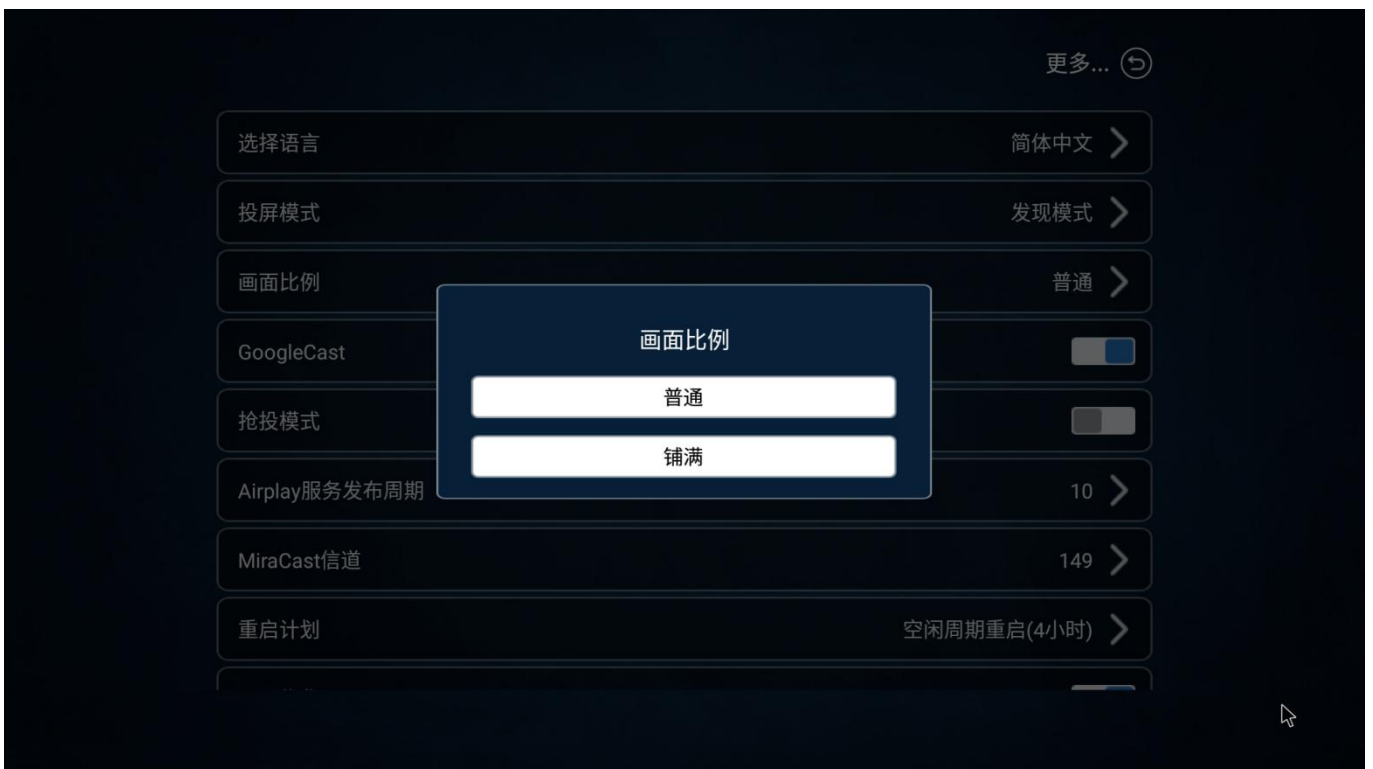 更多...
选择语言 简体中文
投屏模式 发现模式
画面比例 普通
画面比例
GoogleCast
普通
抢投模式
铺满
Airplay服务发布周期 10
MiraCast信道 149
重启计划 空闲周期重启(4小时)